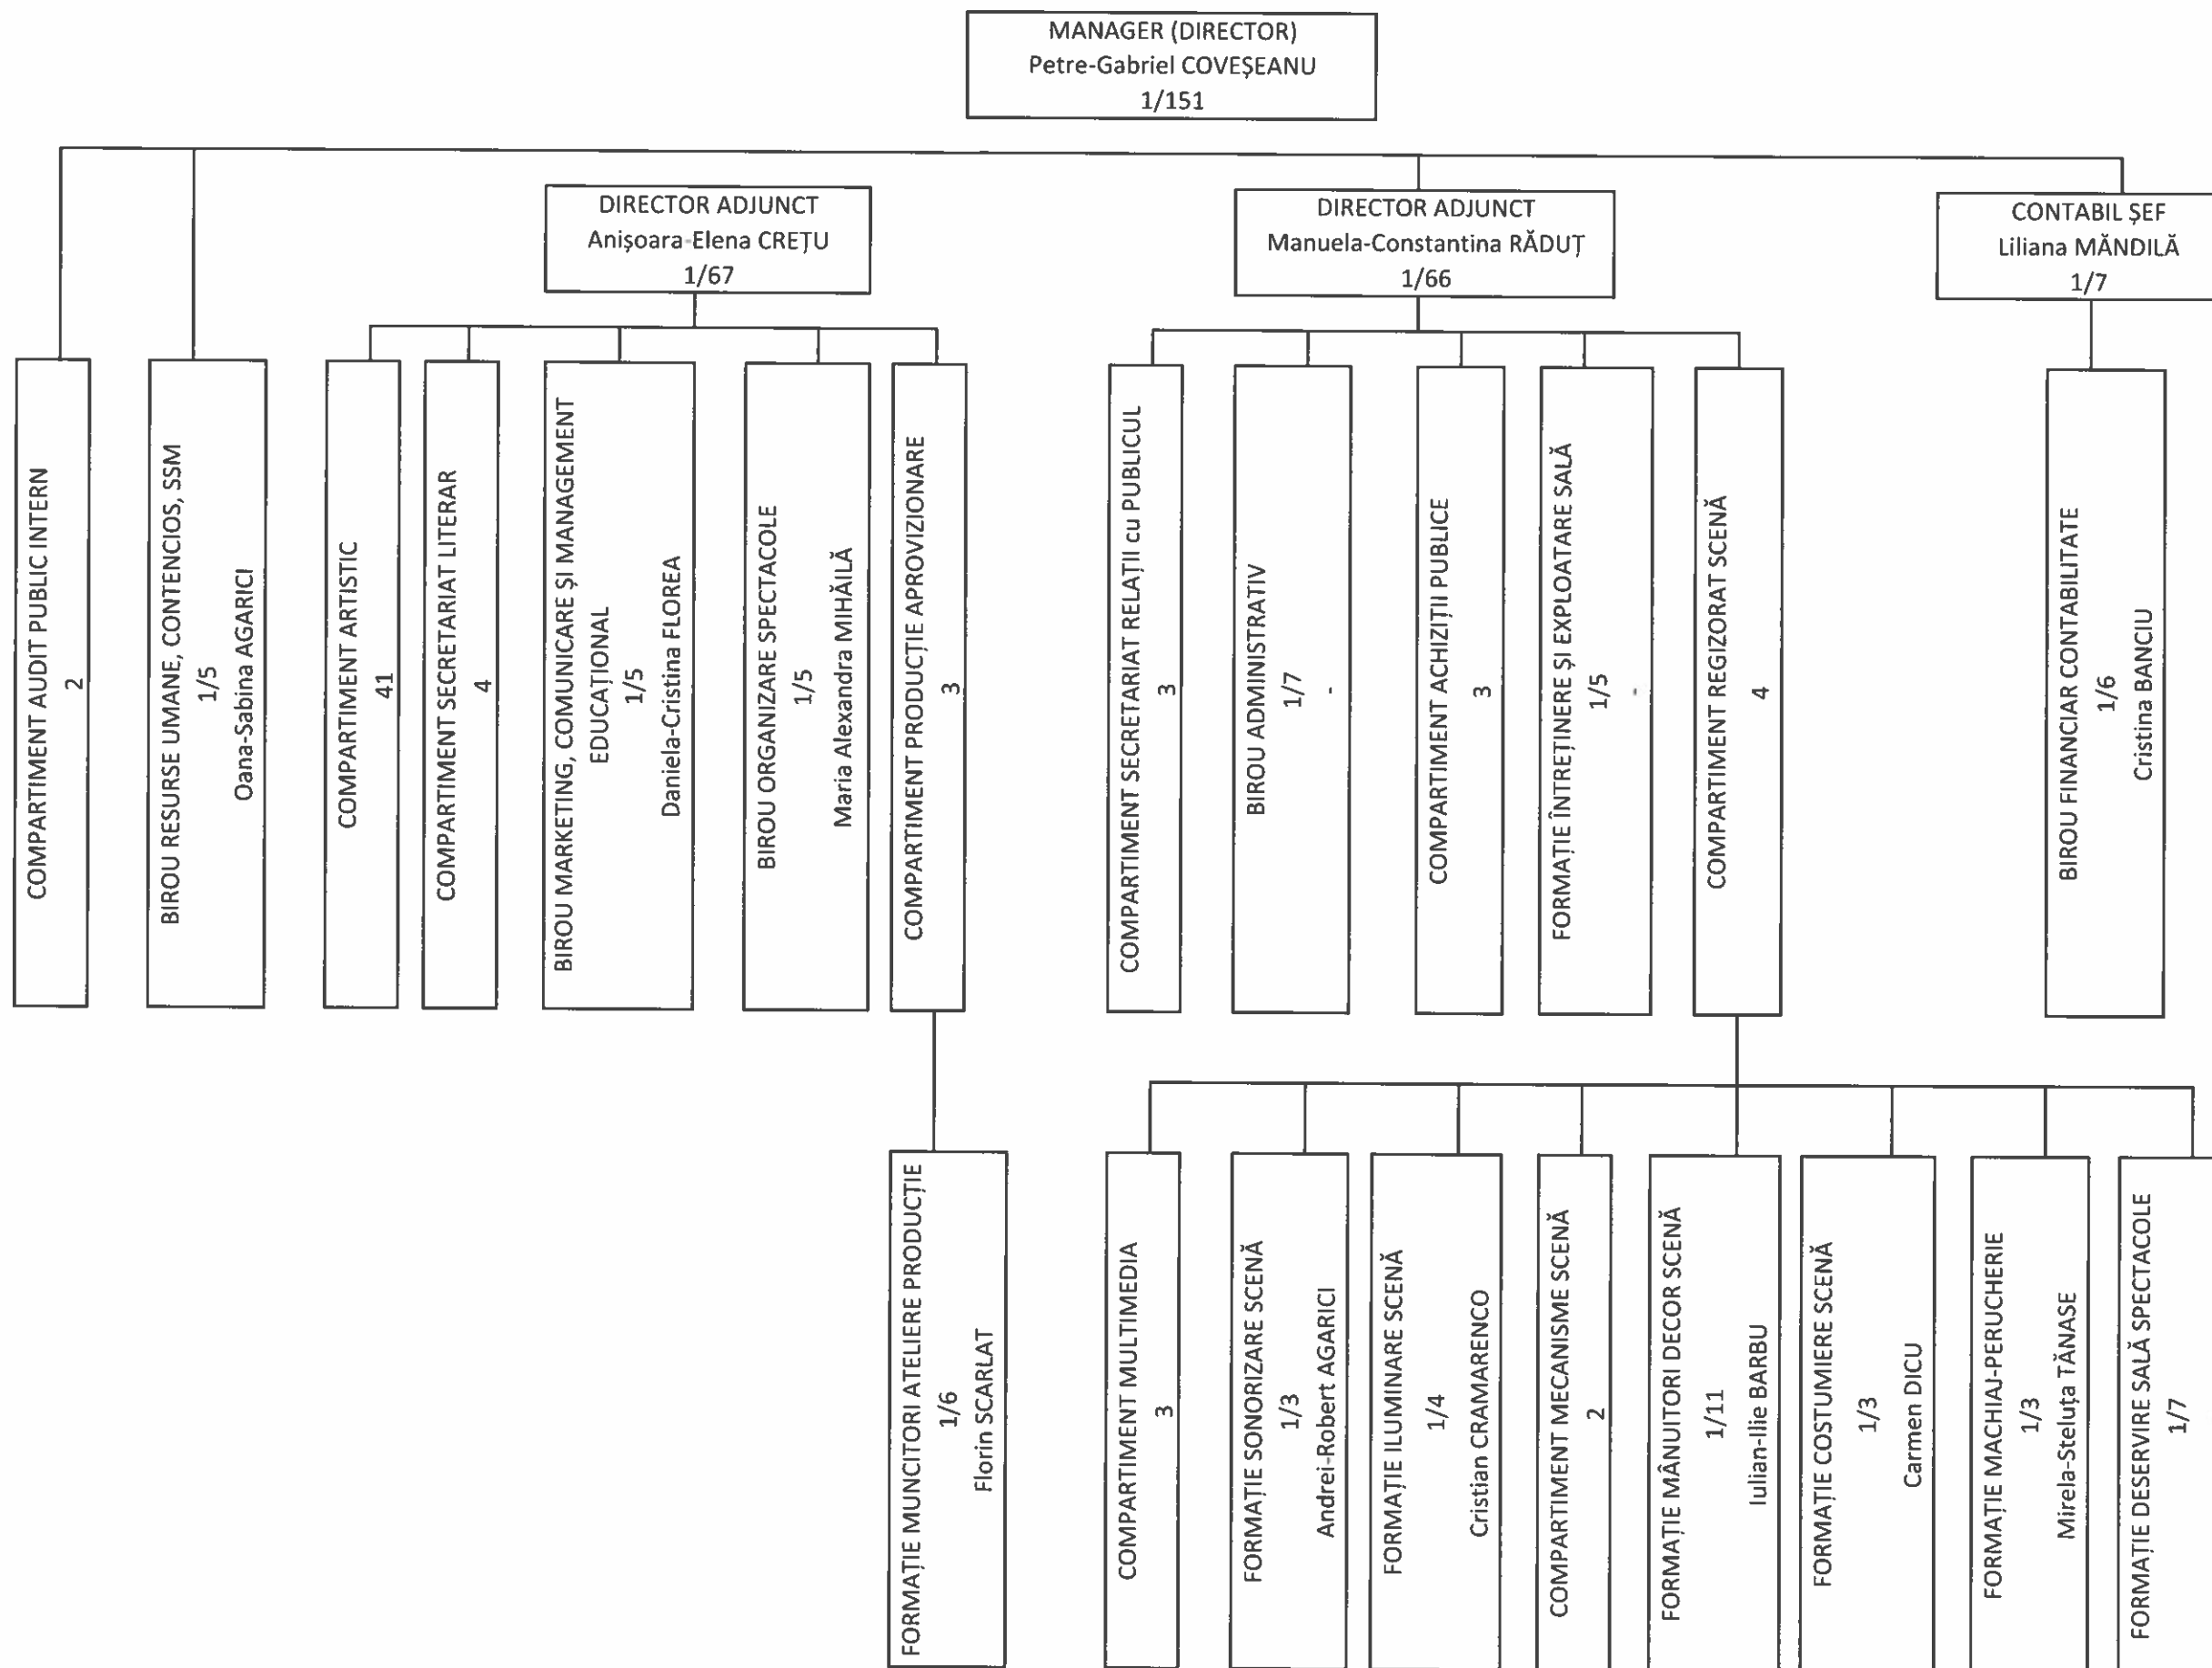 MANAGER (DIRECTOR)
Petre-Gabriel COVEȘEANU
1/151
DIRECTOR ADJUNCT
Anișoara-Elena CREȚU
1/67
DIRECTOR ADJUNCT
Manuela-Constantina RĂDUȚ
1/66
CONTABIL ȘEF
Liliana MĂNDILĂ
1/7
COMPARTIMENT AUDIT PUBLIC INTERN
2
BIROU RESURSE UMANE, CONTENCIOS, SSM
1/5
Oana-Sabina AGARICI
COMPARTIMENT ARTISTIC
41
COMPARTIMENT SECRETARIAT LITERAR
4
BIROU MARKETING, COMUNICARE ȘI MANAGEMENT
EDUCAȚIONAL
1/5
Daniela-Cristina FLOREA
BIROU ORGANIZARE SPECTACOLE
1/5
Maria Alexandra MIHĂILĂ
COMPARTIMENT PRODUCȚIE APROVIZIONARE
3
COMPARTIMENT SECRETARIAT RELAȚII cu PUBLICUL
3
BIROU ADMINISTRATIV
1/7
-
COMPARTIMENT ACHIZIȚII PUBLICE
3
FORMAȚIE ÎNTREȚINERE ȘI EXPLOATARE SALĂ
1/5
-
COMPARTIMENT REGIZORAT SCENĂ
4
BIROU FINANCIAR CONTABILITATE
1/6
Cristina BANCIU
FORMAȚIE MUNCITORI ATELIERE PRODUCȚIE
1/6
Florin SCARLAT
COMPARTIMENT MULTIMEDIA
3
FORMAȚIE SONORIZARE SCENĂ
1/3
Andrei-Robert AGARICI
FORMAȚIE ILUMINARE SCENĂ
1/4
Cristian CRAMARENCO
COMPARTIMENT MECANISME SCENĂ
2
FORMAȚIE MÂNUITORI DECOR SCENĂ
1/11
Iulian-Ilie BARBU
FORMAȚIE COSTUMIERE SCENĂ
1/3
Carmen DICU
FORMAȚIE MACHIAJ-PERUCHERIE
1/3
Mirela-Steluța TĂNASE
FORMAȚIE DESERVIRE SALĂ SPECTACOLE
1/7